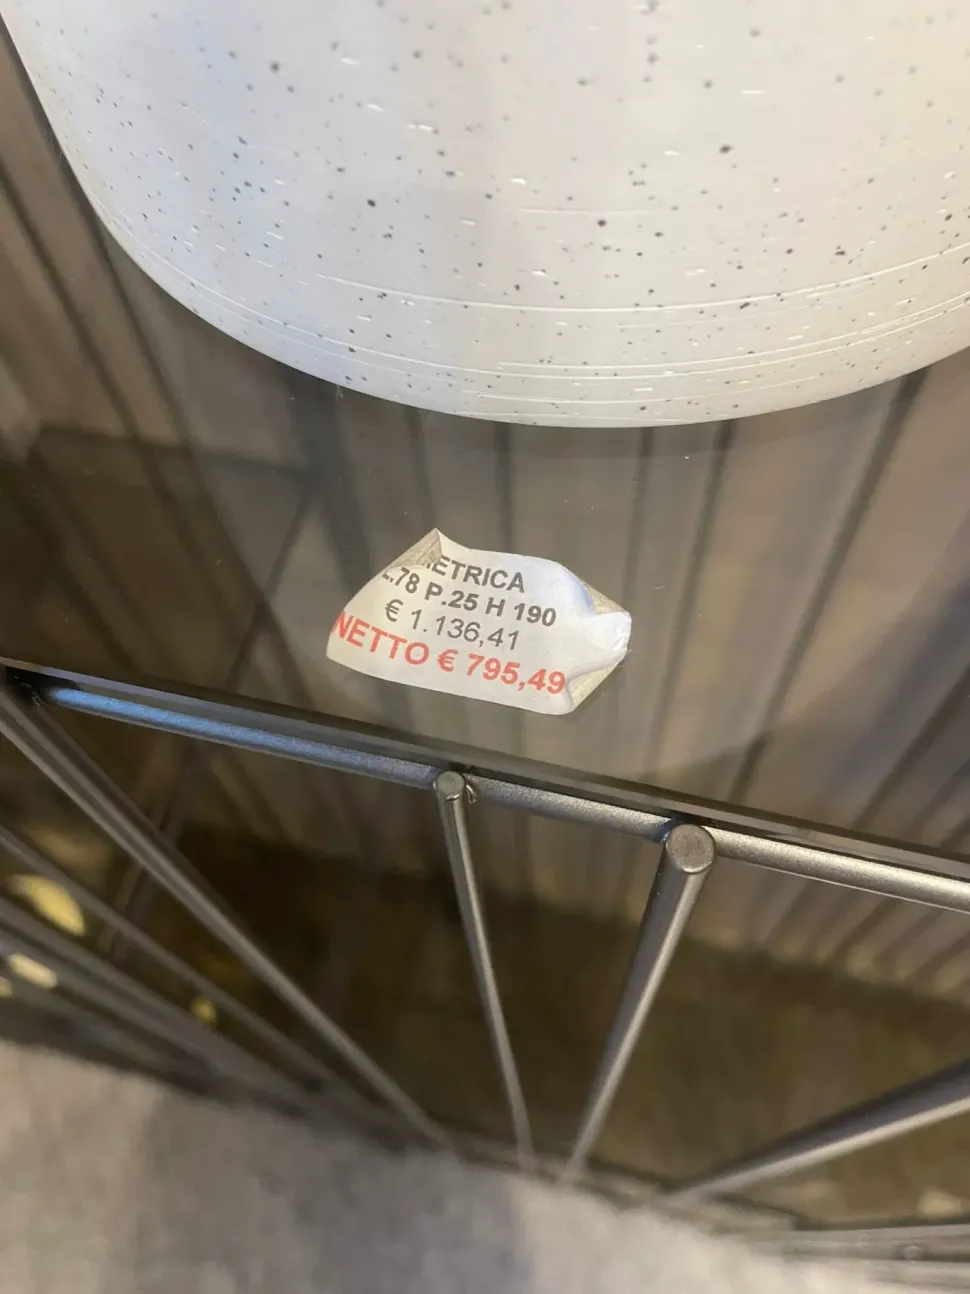 ETRICA
.78 P.25 H 190
€ 1.136,41
NETTO € 795,49